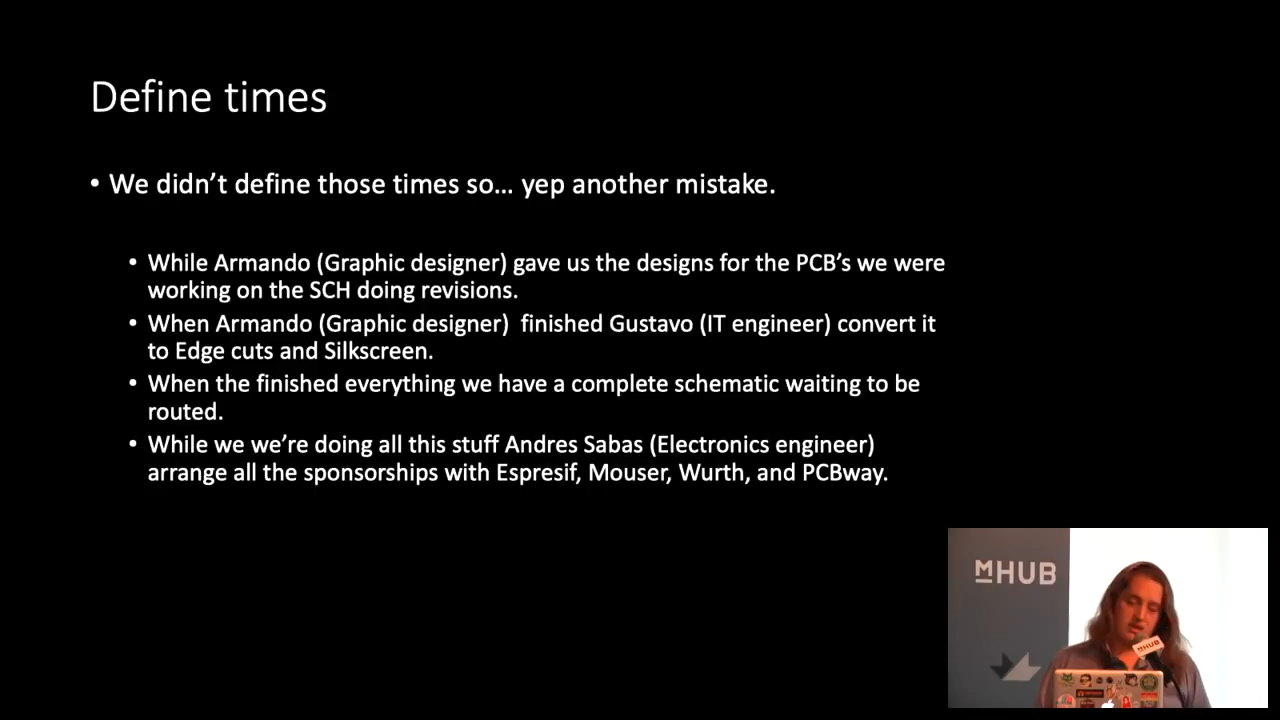 Define times
• We didn’t define those times so… yep another mistake.
• While Armando (Graphic designer) gave us the designs for the PCB’s we were
working on the SCH doing revisions.
• When Armando (Graphic designer)  finished Gustavo (IT engineer) convert it
to Edge cuts and Silkscreen.
• When the finished everything we have a complete schematic waiting to be
routed.
• While we we’re doing all this stuff Andres Sabas (Electronics engineer)
arrange all the sponsorships with Espresif, Mouser, Wurth, and PCBway.
MHUB
MHUB